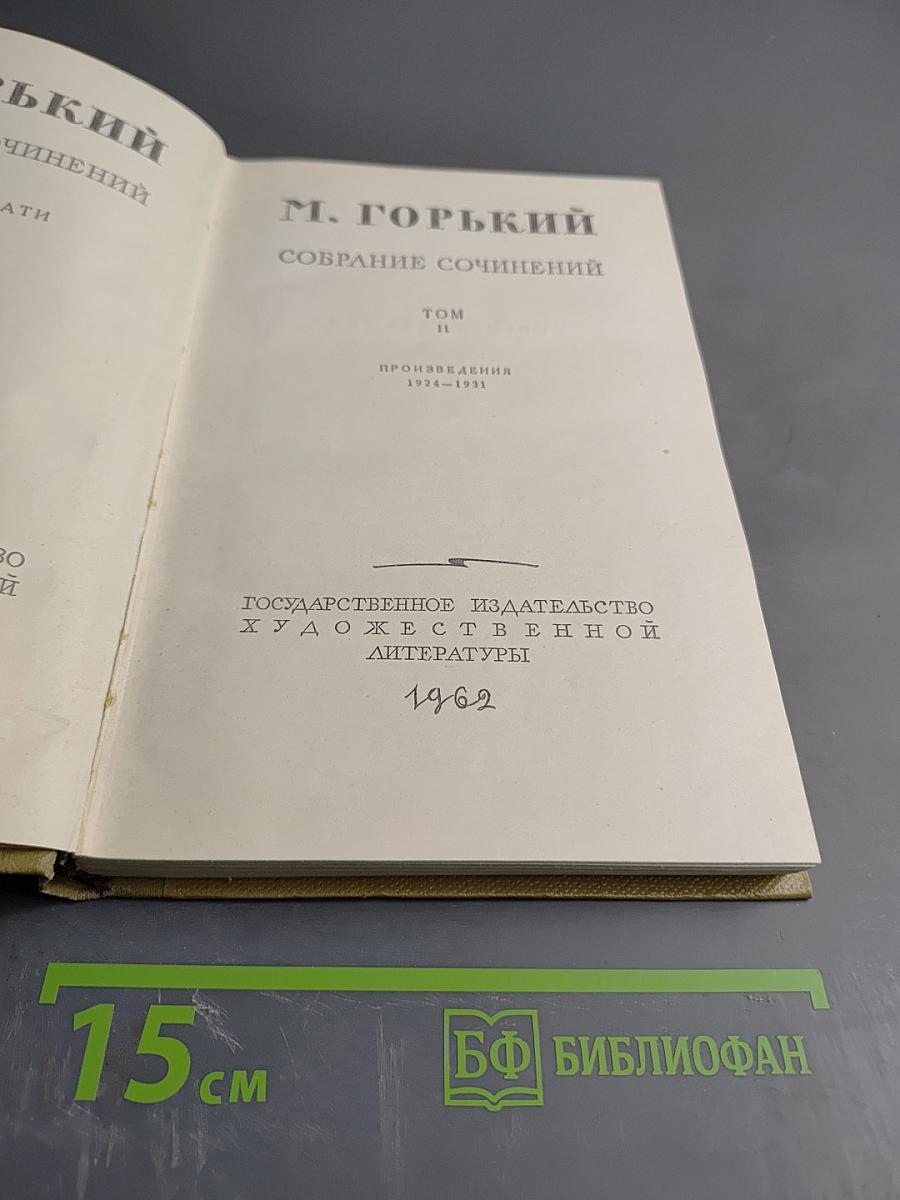 М. ГОРЬКИЙ
СОБРАНИЕ СОЧИНЕНИЙ
ТОМ
11
ПРОИЗВЕДЕНИЯ
1924—1931
ГОСУДАРСТВЕННОЕ ИЗДАТЕЛЬСТВО
ХУДОЖЕСТВЕННОЙ
ЛИТЕРАТУРЫ
1962
15 см
БФ БИБЛИОФАН